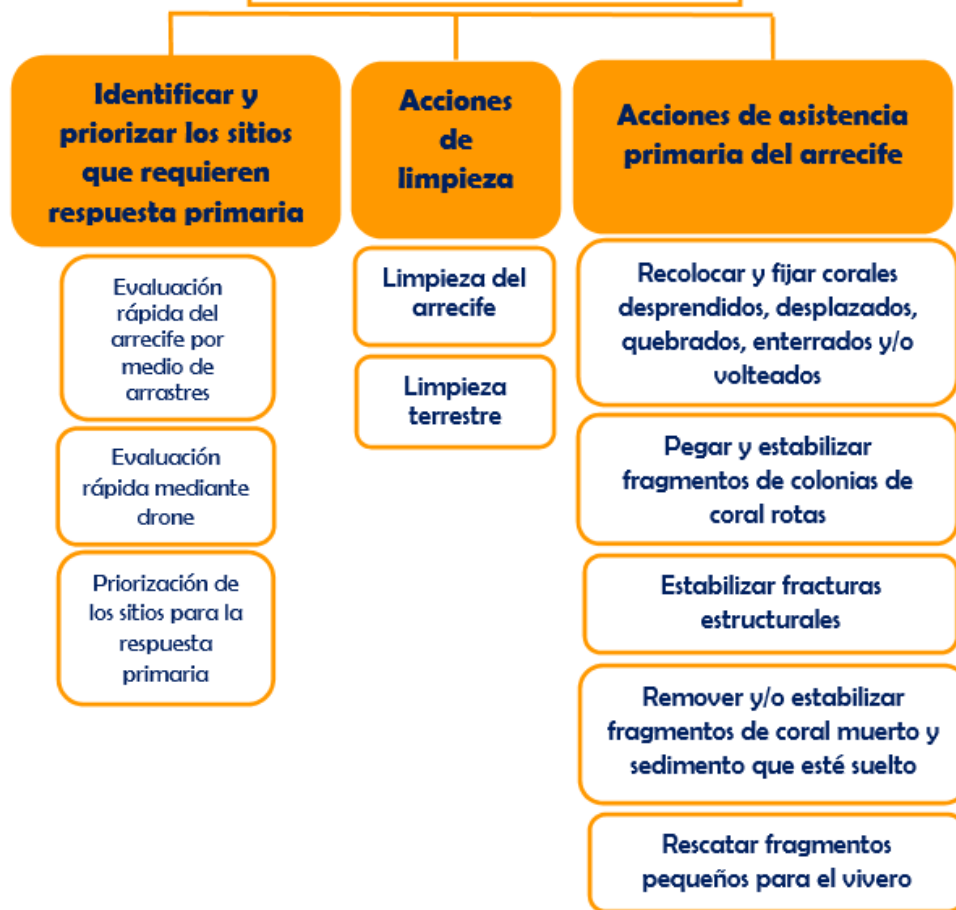 Identificar y
priorizar los sitios
que requieren
respuesta primaria
Evaluación
rápida del
arrecife por
medio de
arrastres
Evaluación
rápida mediante
drone
Priorización de
los sitios para la
respuesta
primaria
Acciones
de
limpieza
Limpieza del
arrecife
Limpieza
terrestre
Acciones de asistencia
primaria del arrecife
Recolocar y fijar corales
desprendidos, desplazados,
quebrados, enterrados y/o
volteados
Pegar y estabilizar
fragmentos de colonias de
coral rotas
Estabilizar fracturas
estructurales
Remover y/o estabilizar
fragmentos de coral muerto y
sedimento que esté suelto
Rescatar fragmentos
pequeños para el vivero